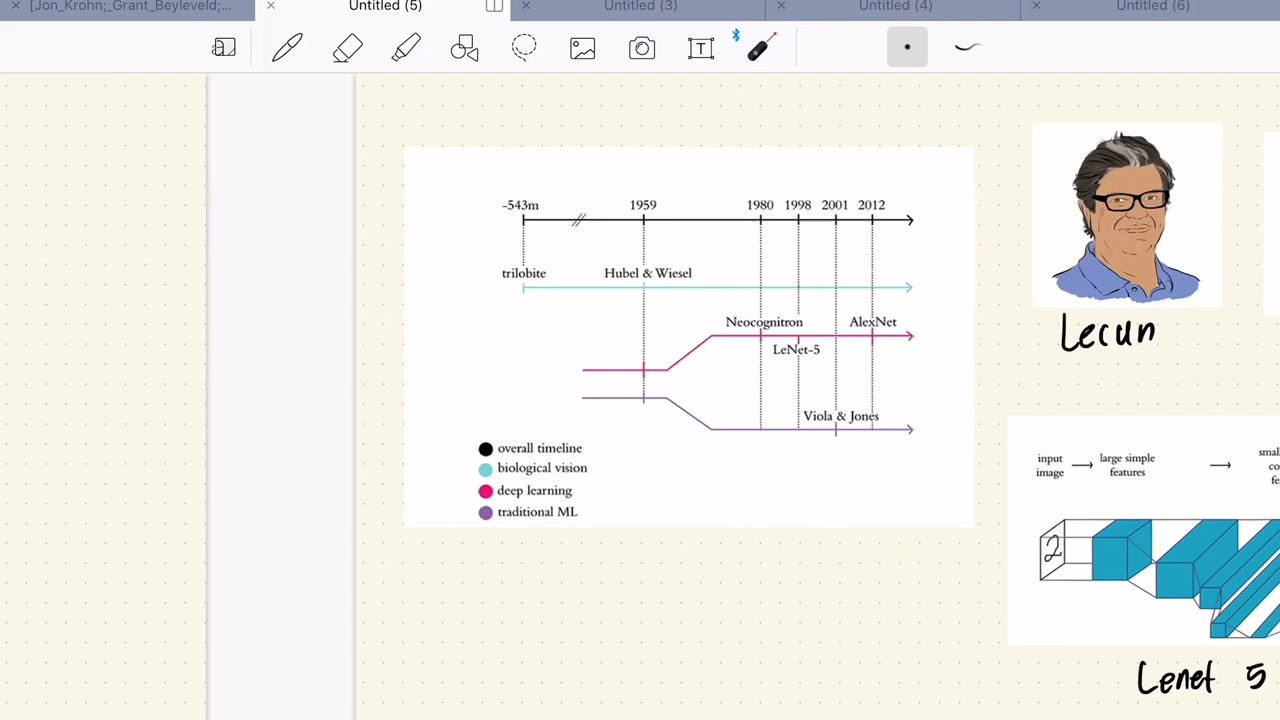 [Jon_Krohn;_Grant_Beyleveld;...
Untitled (5)
Untitled (3)
Untitled (4)
Untitled (6)
T
-543m
1959
1980
1998
2001
2012
trilobite
Hubel & Wiesel
Neocognitron
AlexNet
LeNet-5
Viola & Jones
overall timeline
biological vision
deep learning
traditional ML
Lecun
input
image
large simple
features
2
Lenet 5